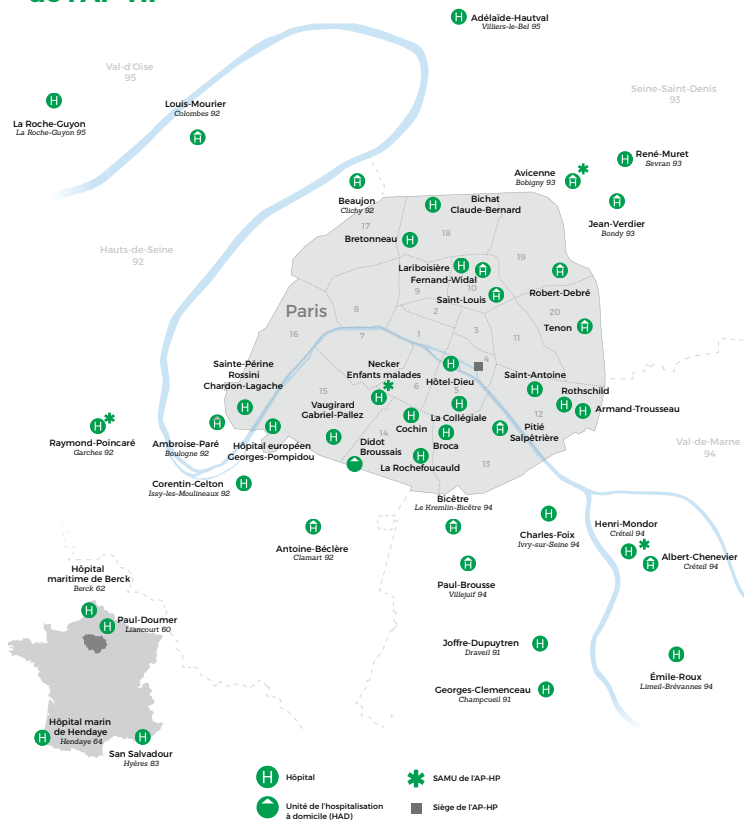 de l'AP-HP
Adélaïde-Hautval
Villiers-le-Bel 95
Val-d'Oise
95
La Roche-Guyon
La Roche-Guyon 95
Louis-Mourier
Colombes 92
Seine-Saint-Denis
93
René-Muret
Sevran 93
Avicenne
Bobigny 93
Jean-Verdier
Bondy 93
Beaujon
Clichy 92
Bichat
Claude-Bernard
17
18
Bretonneau
Hauts-de-Seine
92
19
Lariboisière
Fernand-Widal
10
9
Saint-Louis
Robert-Debré
20
Paris
8
2
3
Tenon
16
7
1
11
4
Sainte-Périne
Rossini
Chardon-Lagache
Necker
Enfants malades
Hôtel-Dieu
Saint-Antoine
Rothschild
15
6
5
12
Armand-Trousseau
Vaugirard
Gabriel-Pallez
Cochin
La Collégiale
Pitié
Salpêtrière
Raymond-Poincaré
Garches 92
Ambroise-Paré
Boulogne 92
Hôpital européen
Georges-Pompidou
14
Didot
Broussais
Broca
La Rochefoucauld
13
Val-de-Marne
94
Corentin-Celton
Issy-les-Moulineaux 92
Bicêtre
Le Kremlin-Bicêtre 94
Charles-Foix
Ivry-sur-Seine 94
Henri-Mondor
Créteil 94
Albert-Chenevier
Créteil 94
Antoine-Béclère
Clamart 92
Paul-Brousse
Villejuif 94
Hôpital
maritime de Berck
Berck 62
Paul-Doumer
Liancourt 60
Joffre-Dupuytren
Draveil 91
Émile-Roux
Limeil-Brévannes 94
Georges-Clemenceau
Champcueil 91
Hôpital marin
de Hendaye
Hendaye 64
San Salvadour
Hyères 83
H Hôpital
SAMU de l'AP-HP
Unité de l'hospitalisation
à domicile (HAD)
Siège de l'AP-HP